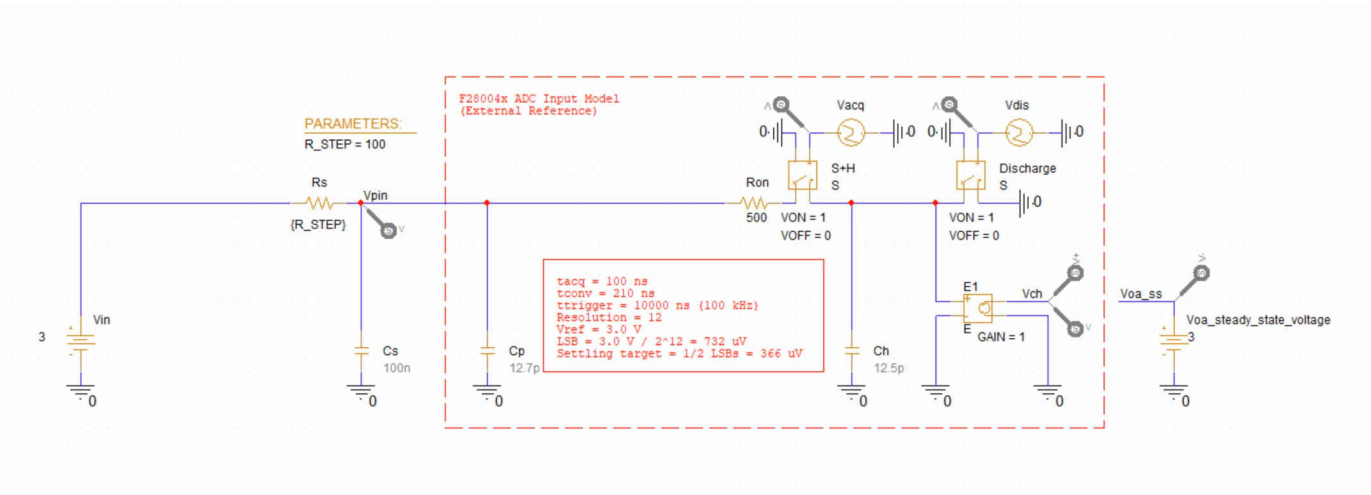 F28004x ADC Input Model
(External Reference)
Vacq
Vdis
PARAMETERS:
R_STEP = 100
0
0
0
0
S+H
S
Discharge
S
Rs
Vpin
Ron
0
{R_STEP}
500
VON = 1
VOFF = 0
VON = 1
VOFF = 0
V
V
V
tacq = 100 ns
tconv = 210 ns
ttrigger = 10000 ns (100 kHz)
Resolution = 12
Vref = 3.0 V
LSB = 3.0 V / 2^12 = 732 uV
Settling target = 1/2 LSBs = 366 uV
V+
V-
E1
Vch
Voa_ss
Vin
3
E
GAIN = 1
V
Voa_steady_state_voltage
3
Cs
100n
Cp
12.7p
Ch
12.5p
0
0
0
0
0
0
0